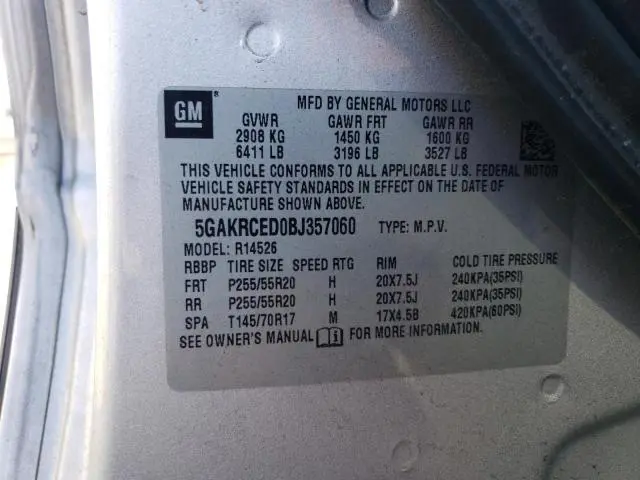 GM®
MFD BY GENERAL MOTORS LLC
GVWR GAWR FRT GAWR RR
2908 KG 1450 KG 1600 KG
6411 LB 3196 LB 3527 LB
THIS VEHICLE CONFORMS TO ALL APPLICABLE U.S. FEDERAL MOTOR
VEHICLE SAFETY STANDARDS IN EFFECT ON THE DATE OF
MANUFACTURE SHOWN ABOVE.
5GAKRCED0BJ357060 TYPE: M.P.V.
MODEL: R14526
RBBP TIRE SIZE SPEED RTG RIM COLD TIRE PRESSURE
FRT P255/55R20 H 20X7.5J 240KPA(35PSI)
RR P255/55R20 H 20X7.5J 240KPA(35PSI)
SPA T145/70R17 M 17X4.5B 420KPA(60PSI)
SEE OWNER'S MANUAL FOR MORE INFORMATION.